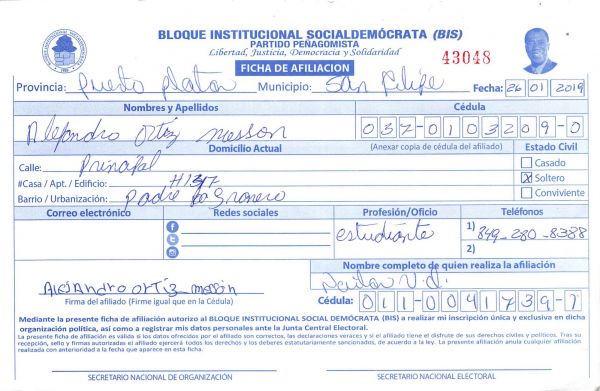 BLOQUE INSTITUCIONAL SOCIALDEMÓCRATA (BIS)
PARTIDO PEÑAGOMISTA
Libertad, Justicia, Democracia y Solidaridad
43048
FICHA DE AFILIACION
Provincia: Puerto Platon Municipio: San Felipe Fecha: 26 01 2019
Nombres y Apellidos Cédula
Alejandro Ortiz messon 037-0103209-0
Domicilio Actual (Anexar copia de cédula del afiliado) Estado Civil
Calle: Prinapal Casado
#Casa / Apt. / Edificio: # 137 X Soltero
Barrio / Urbanización: Padre Conviviente
Correo electrónico Redes sociales Profesión/Oficio Teléfonos
estudiante 1) 849-280-8388
2)
Nombre completo de quien realiza la afiliación
Alejandro ortiz messon
Firma del afiliado (Firme igual que en la Cédula) Cédula: 011-0041739-7
Mediante la presente ficha de afiliación autorizo al BLOQUE INSTITUCIONAL SOCIAL DEMÓCRATA (BIS) a realizar mi inscripción única y exclusiva en dicha
organización política, así como a registrar mis datos personales ante la Junta Central Electoral.
La presente ficha de afiliación es válida si los datos ofrecidos por el afiliado son correctos, las declaraciones veraces y si el afiliado tiene el disfrute de sus derechos civiles y políticos. Tras su
recepción, sello y firmas autorizadas el afiliado ejercerá todos los derechos y los deberes estatutariamente sancionados, de acuerdo a la ley. La presente afiliación anula cualquier afiliación
realizada con anterioridad a la fecha que aparece en esta ficha.
SECRETARIO NACIONAL DE ORGANIZACIÓN SECRETARIO NACIONAL ELECTORAL